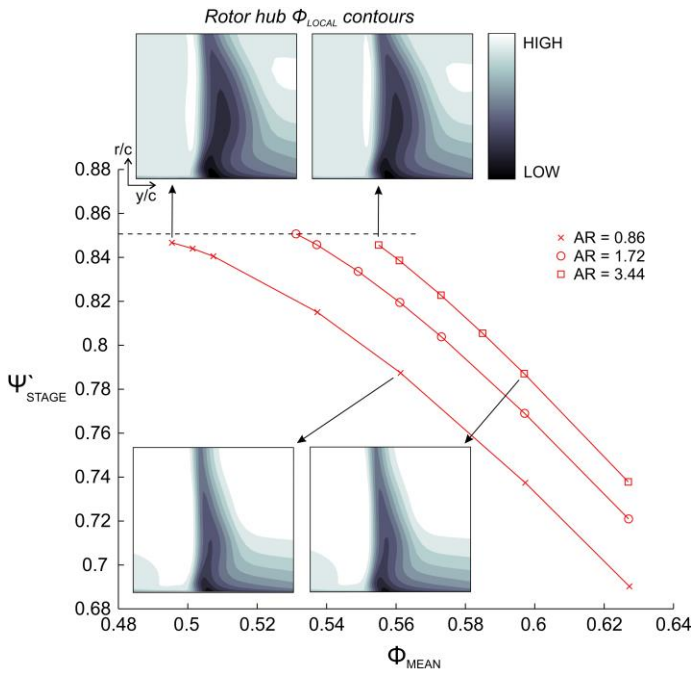 Rotor hub ΦLOCAL contours
HIGH
LOW
r/c
y/c
0.88
0.86
0.84
0.82
0.8
0.78
0.76
0.74
0.72
0.7
0.68
Ψ`STAGE
AR = 0.86
AR = 1.72
AR = 3.44
0.48 0.5 0.52 0.54 0.56 0.58 0.6 0.62 0.64
ΦMEAN